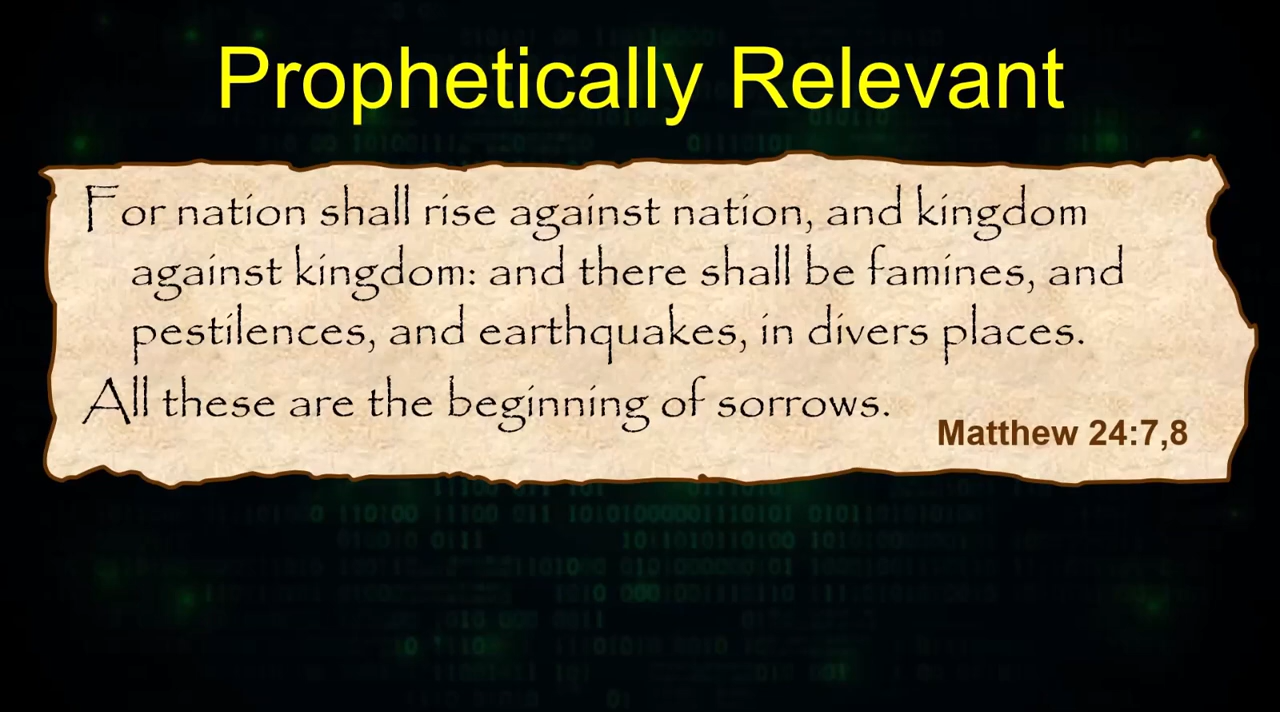 Prophetically Relevant
For nation shall rise against nation, and kingdom
against kingdom: and there shall be famines, and
pestilences, and earthquakes, in divers places.
All these are the beginning of sorrows.
Matthew 24:7,8